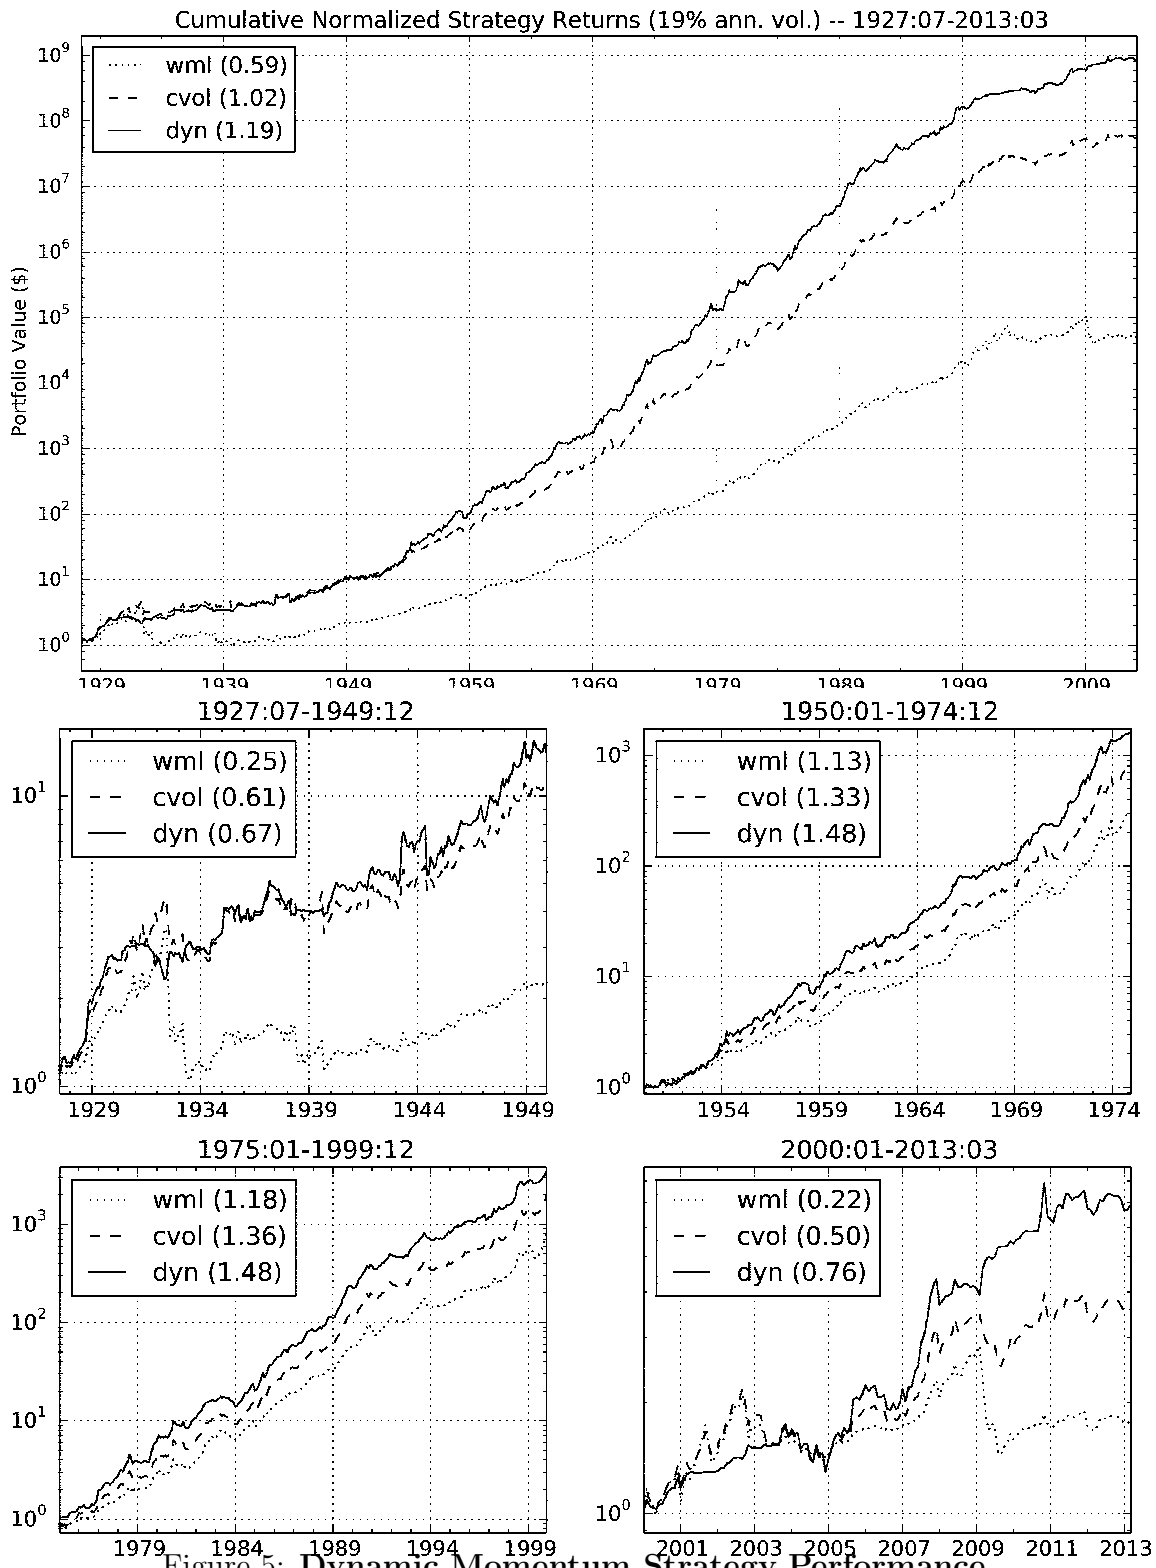 Cumulative Normalized Strategy Returns (19% ann. vol.) -- 1927:07-2013:03
wml (0.59)
cvol (1.02)
dyn (1.19)
Portfolio Value ($)
10^9
10^8
10^7
10^6
10^5
10^4
10^3
10^2
10^1
10^0
1929 1939 1949 1959 1969 1979 1989 1999 2009
1927:07-1949:12
wml (0.25)
cvol (0.61)
dyn (0.67)
10^1
10^0
1929 1934 1939 1944 1949
1950:01-1974:12
wml (1.13)
cvol (1.33)
dyn (1.48)
10^3
10^2
10^1
10^0
1954 1959 1964 1969 1974
1975:01-1999:12
wml (1.18)
cvol (1.36)
dyn (1.48)
10^3
10^2
10^1
10^0
1979 1984 1989 1994 1999
2000:01-2013:03
wml (0.22)
cvol (0.50)
dyn (0.76)
10^0
2001 2003 2005 2007 2009 2011 2013
Figure 5: Dynamic Momentum Strategy Performance